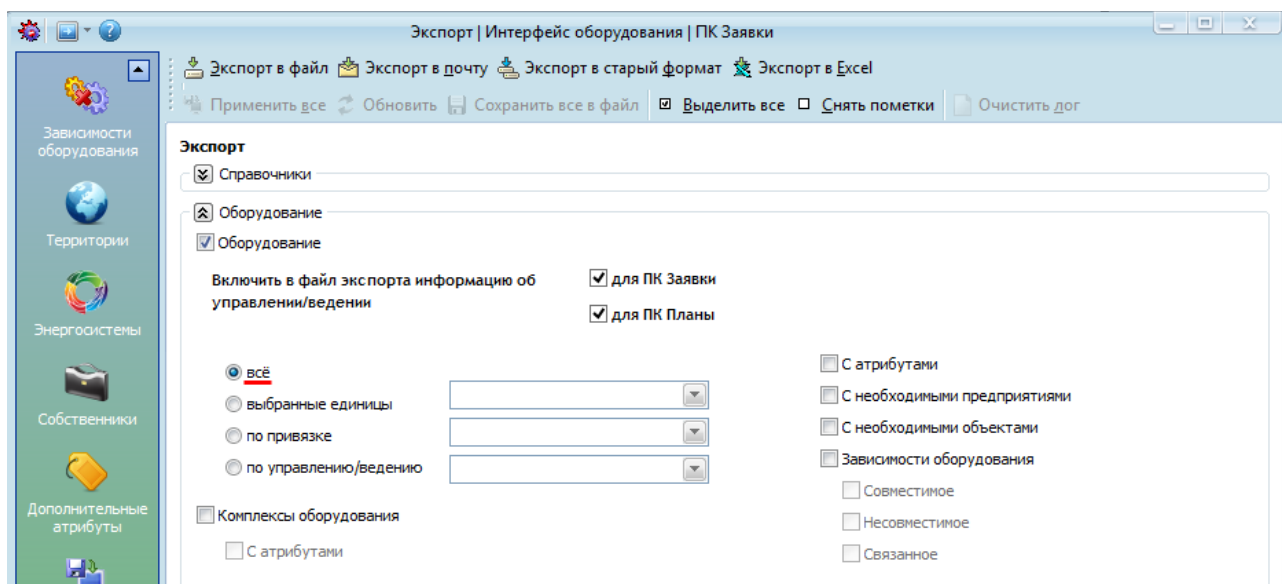 Экспорт | Интерфейс оборудования | ПК Заявки
Экспорт в файл Экспорт в почту Экспорт в старый формат Экспорт в Excel
Применить все Обновить Сохранить все в файл Выделить все Снять пометки Очистить лог
Зависимости
оборудования
Территории
Энергосистемы
Собственники
Дополнительные
атрибуты
Экспорт
Справочники
Оборудование
Оборудование
Включить в файл экспорта информацию об
управлении/ведении
для ПК Заявки
для ПК Планы
всё
выбранные единицы
по привязке
по управлению/ведению
Комплексы оборудования
С атрибутами
С атрибутами
С необходимыми предприятиями
С необходимыми объектами
Зависимости оборудования
Совместимое
Несовместимое
Связанное